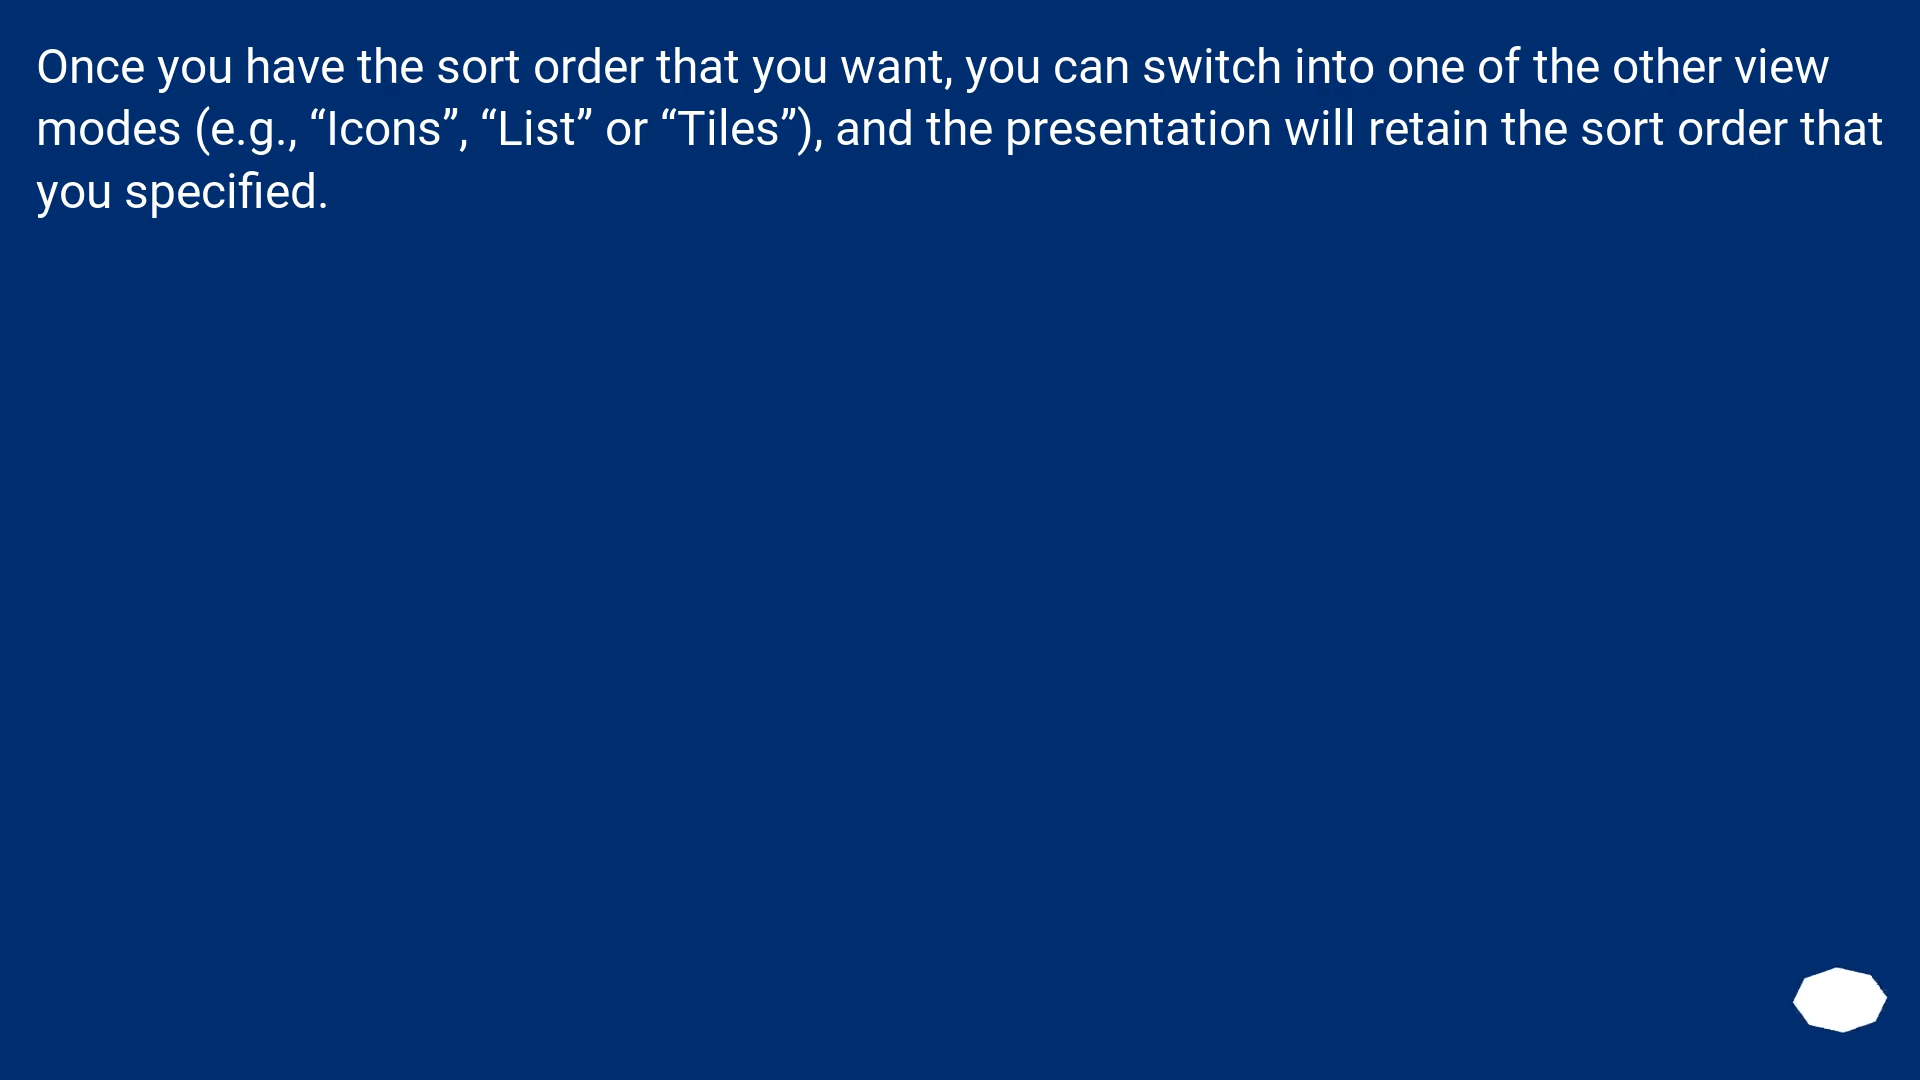 Once you have the sort order that you want, you can switch into one of the other view
modes (e.g., “Icons”, “List” or “Tiles”), and the presentation will retain the sort order that
you specified.